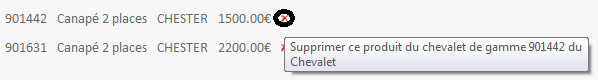 901442 Canapé 2 places CHESTER 1500.00€
901631 Canapé 2 places CHESTER 2200.00€
Supprimer ce produit du chevalet de gamme 901442 du
Chevalet